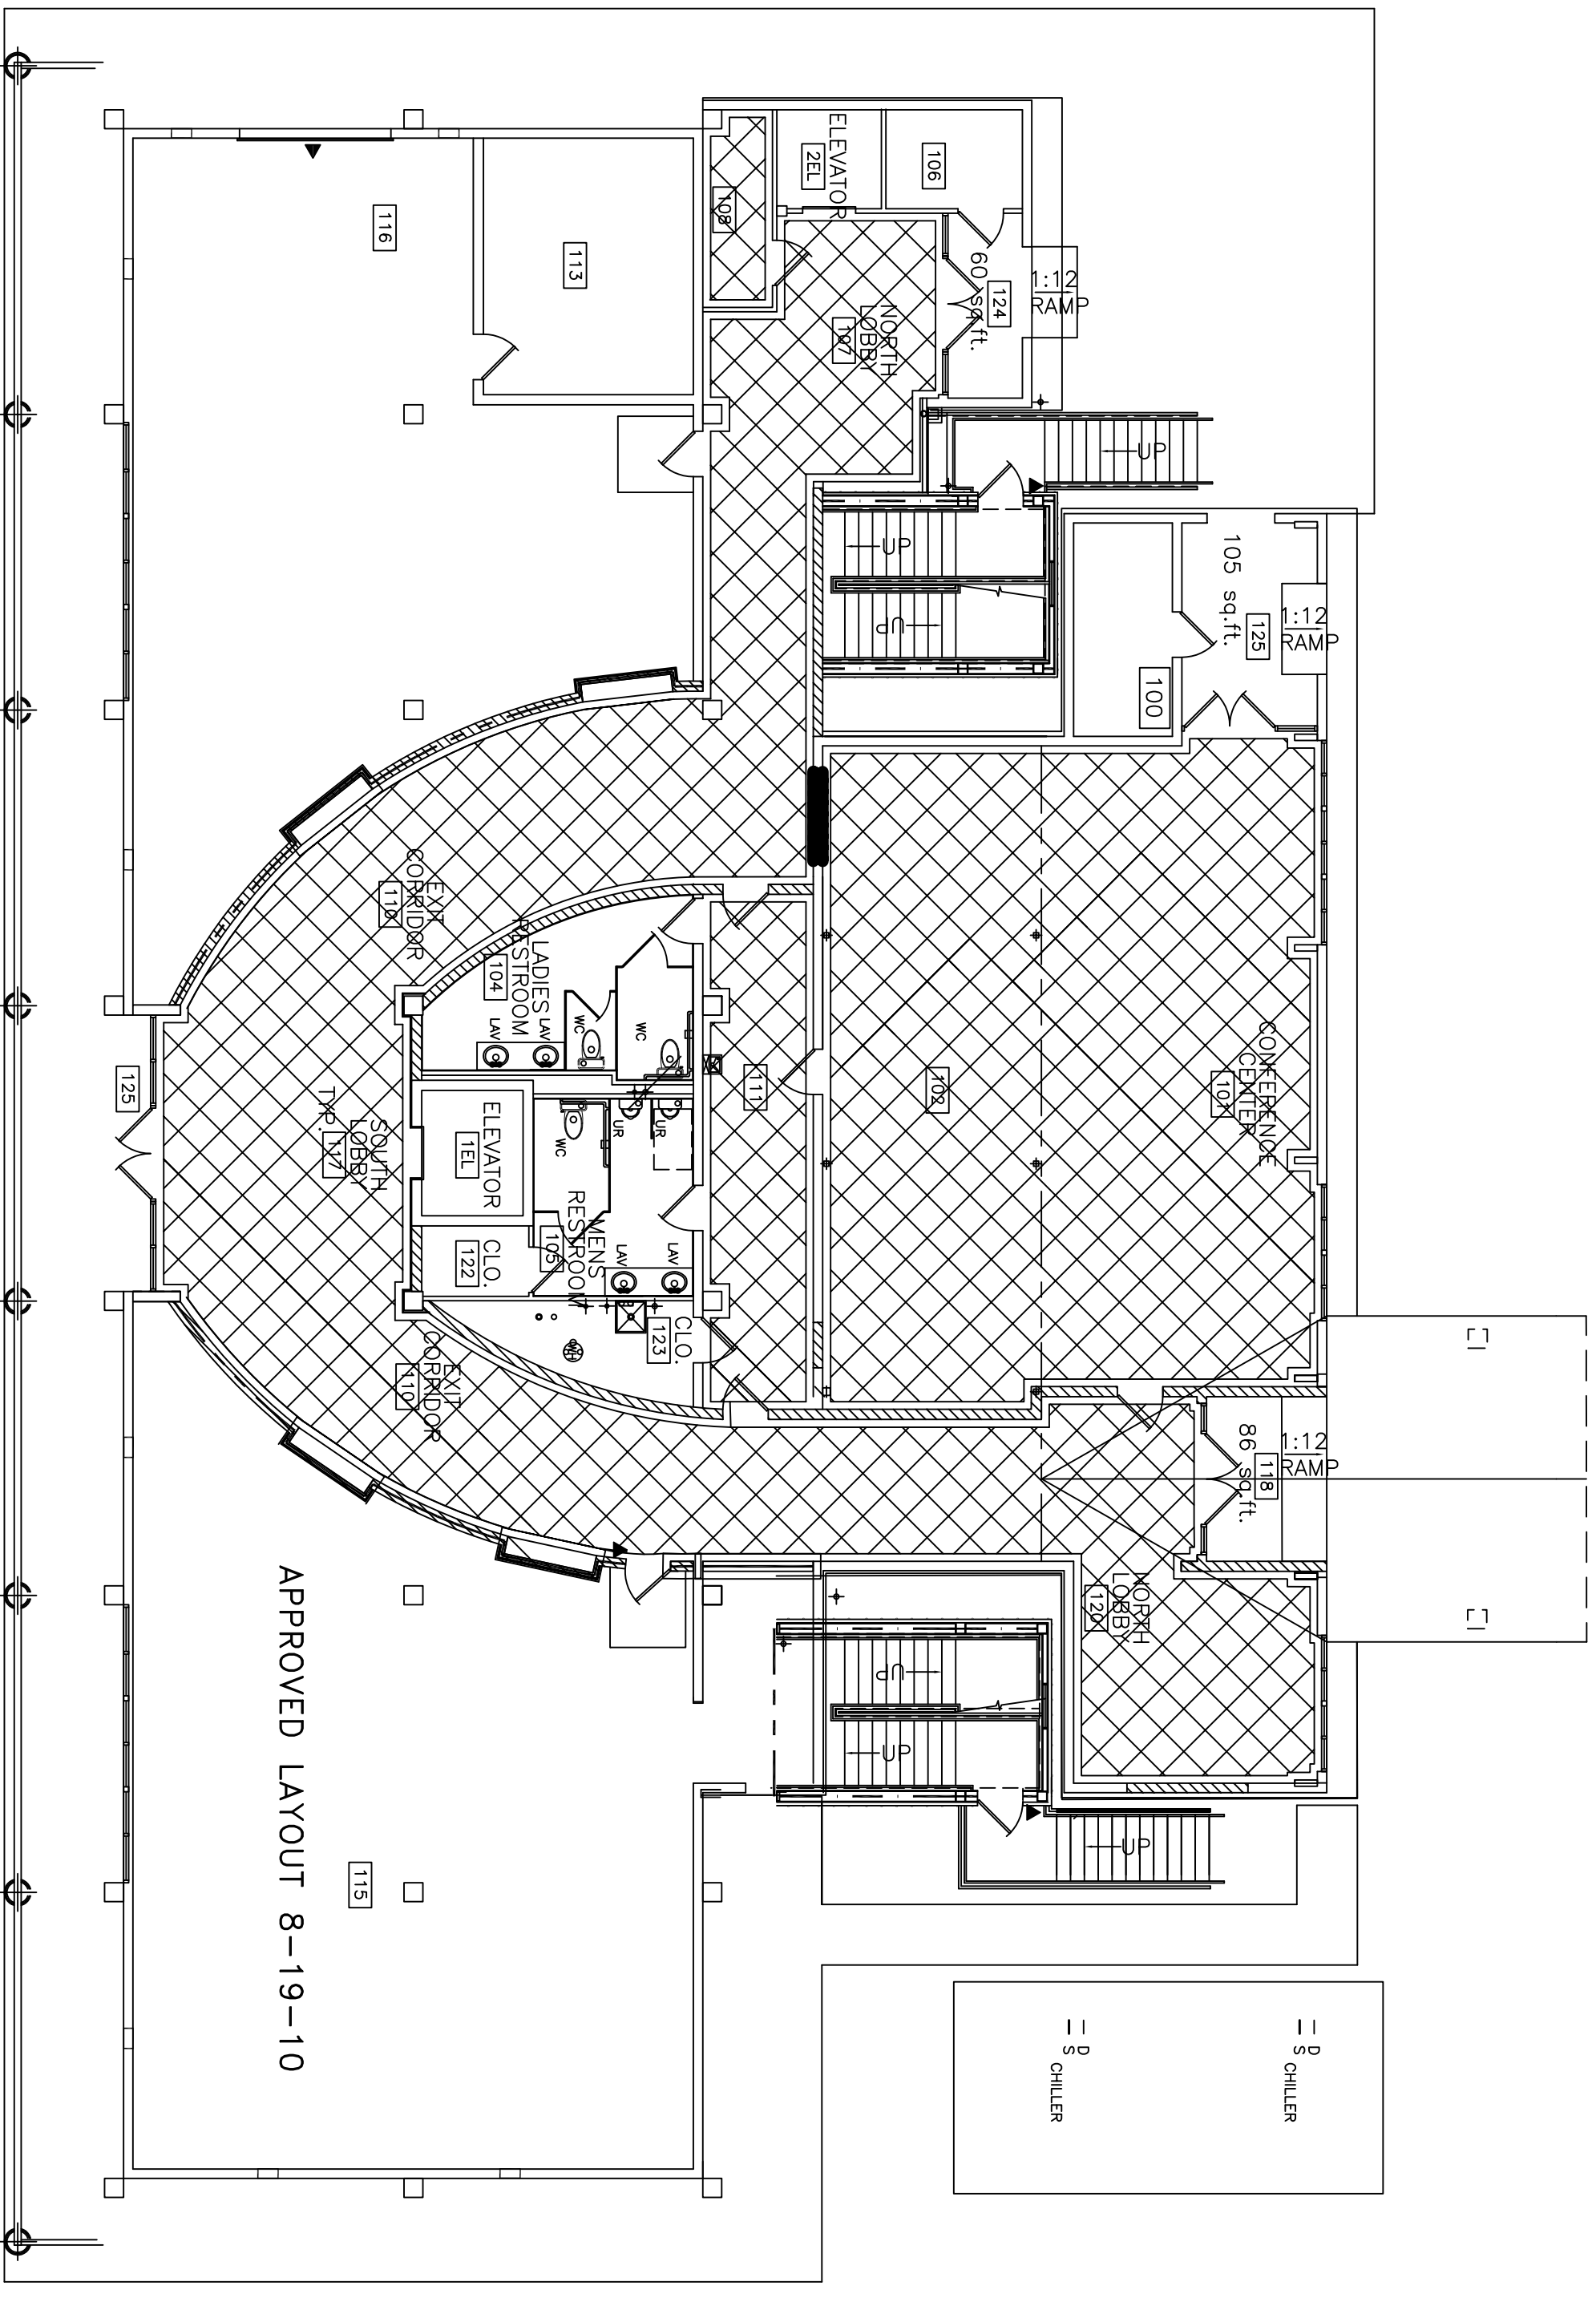 1:12
RAMP
1:12
RAMP
1:12
RAMP
106
ELEVATOR
2EL
108
124
60 sq.ft.
NORTH
LOBBY
107
UP
UP
UP
125
105 sq.ft.
100
116
113
CONFERENCE
CENTER
101
102
111
EXIT
CORRIDOR
110
LADIES
RESTROOM
104
LAV
LAV
WC
WC
UR
UR
WC
ELEVATOR
1EL
MENS
RESTROOM
105
LAV
LAV
CLO.
122
CLO.
123
WH
SOUTH
LOBBY
117
TYP.
125
EXIT
CORRIDOR
110
118
86 sq.ft.
NORTH
LOBBY
120
UP
UP
UP
115
D
S CHILLER
D
S CHILLER
APPROVED LAYOUT 8-19-10